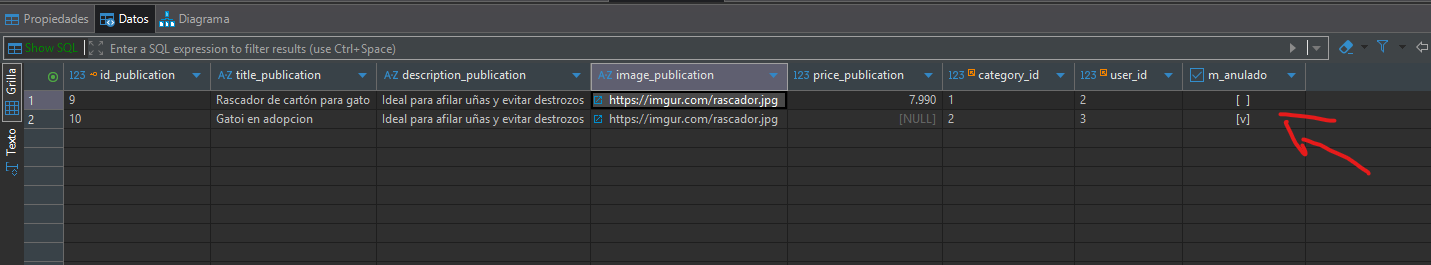 Propiedades Datos Diagrama
Show SQL Enter a SQL expression to filter results (use Ctrl+Space)
Grilla
Texto
123 id_publication A-Z title_publication A-Z description_publication A-Z image_publication 123 price_publication 123 category_id 123 user_id m_anulado
1 9 Rascador de cartón para gato Ideal para afilar uñas y evitar destrozos https://imgur.com/rascador.jpg 7.990 1 2 [ ]
2 10 Gatoi en adopcion Ideal para afilar uñas y evitar destrozos https://imgur.com/rascador.jpg [NULL] 2 3 [v]